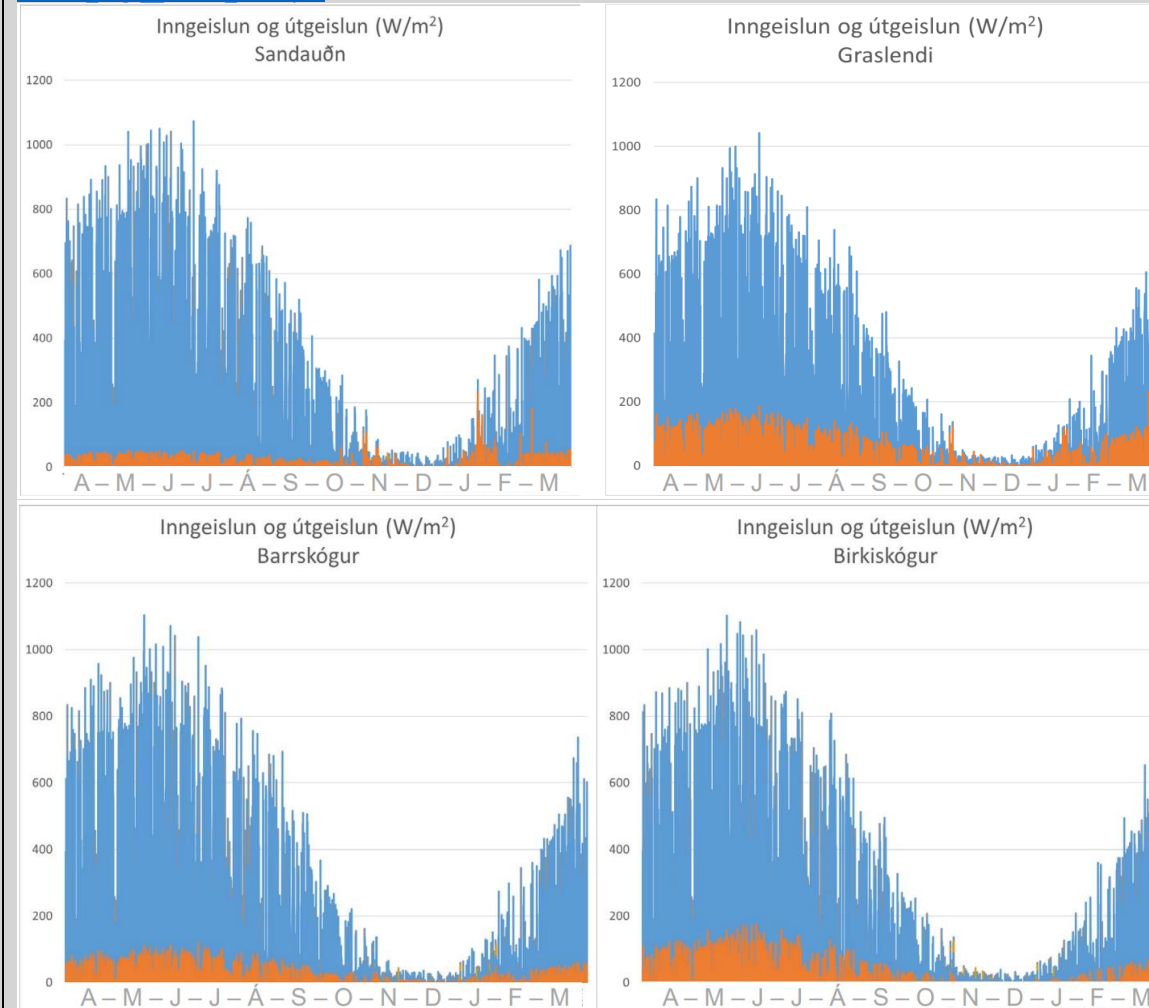 Inngeislun og útgeislun (W/m²)
Sandauðn
1200
1000
800
600
400
200
0
A – M – J – J – Á – S – O – N – D – J – F – M
Inngeislun og útgeislun (W/m²)
Graslendi
1200
1000
800
600
400
200
0
A – M – J – J – Á – S – O – N – D – J – F – M
Inngeislun og útgeislun (W/m²)
Barrskógur
1200
1000
800
600
400
200
0
A – M – J – J – Á – S – O – N – D – J – F – M
Inngeislun og útgeislun (W/m²)
Birkiskógur
1200
1000
800
600
400
200
0
A – M – J – J – Á – S – O – N – D – J – F – M